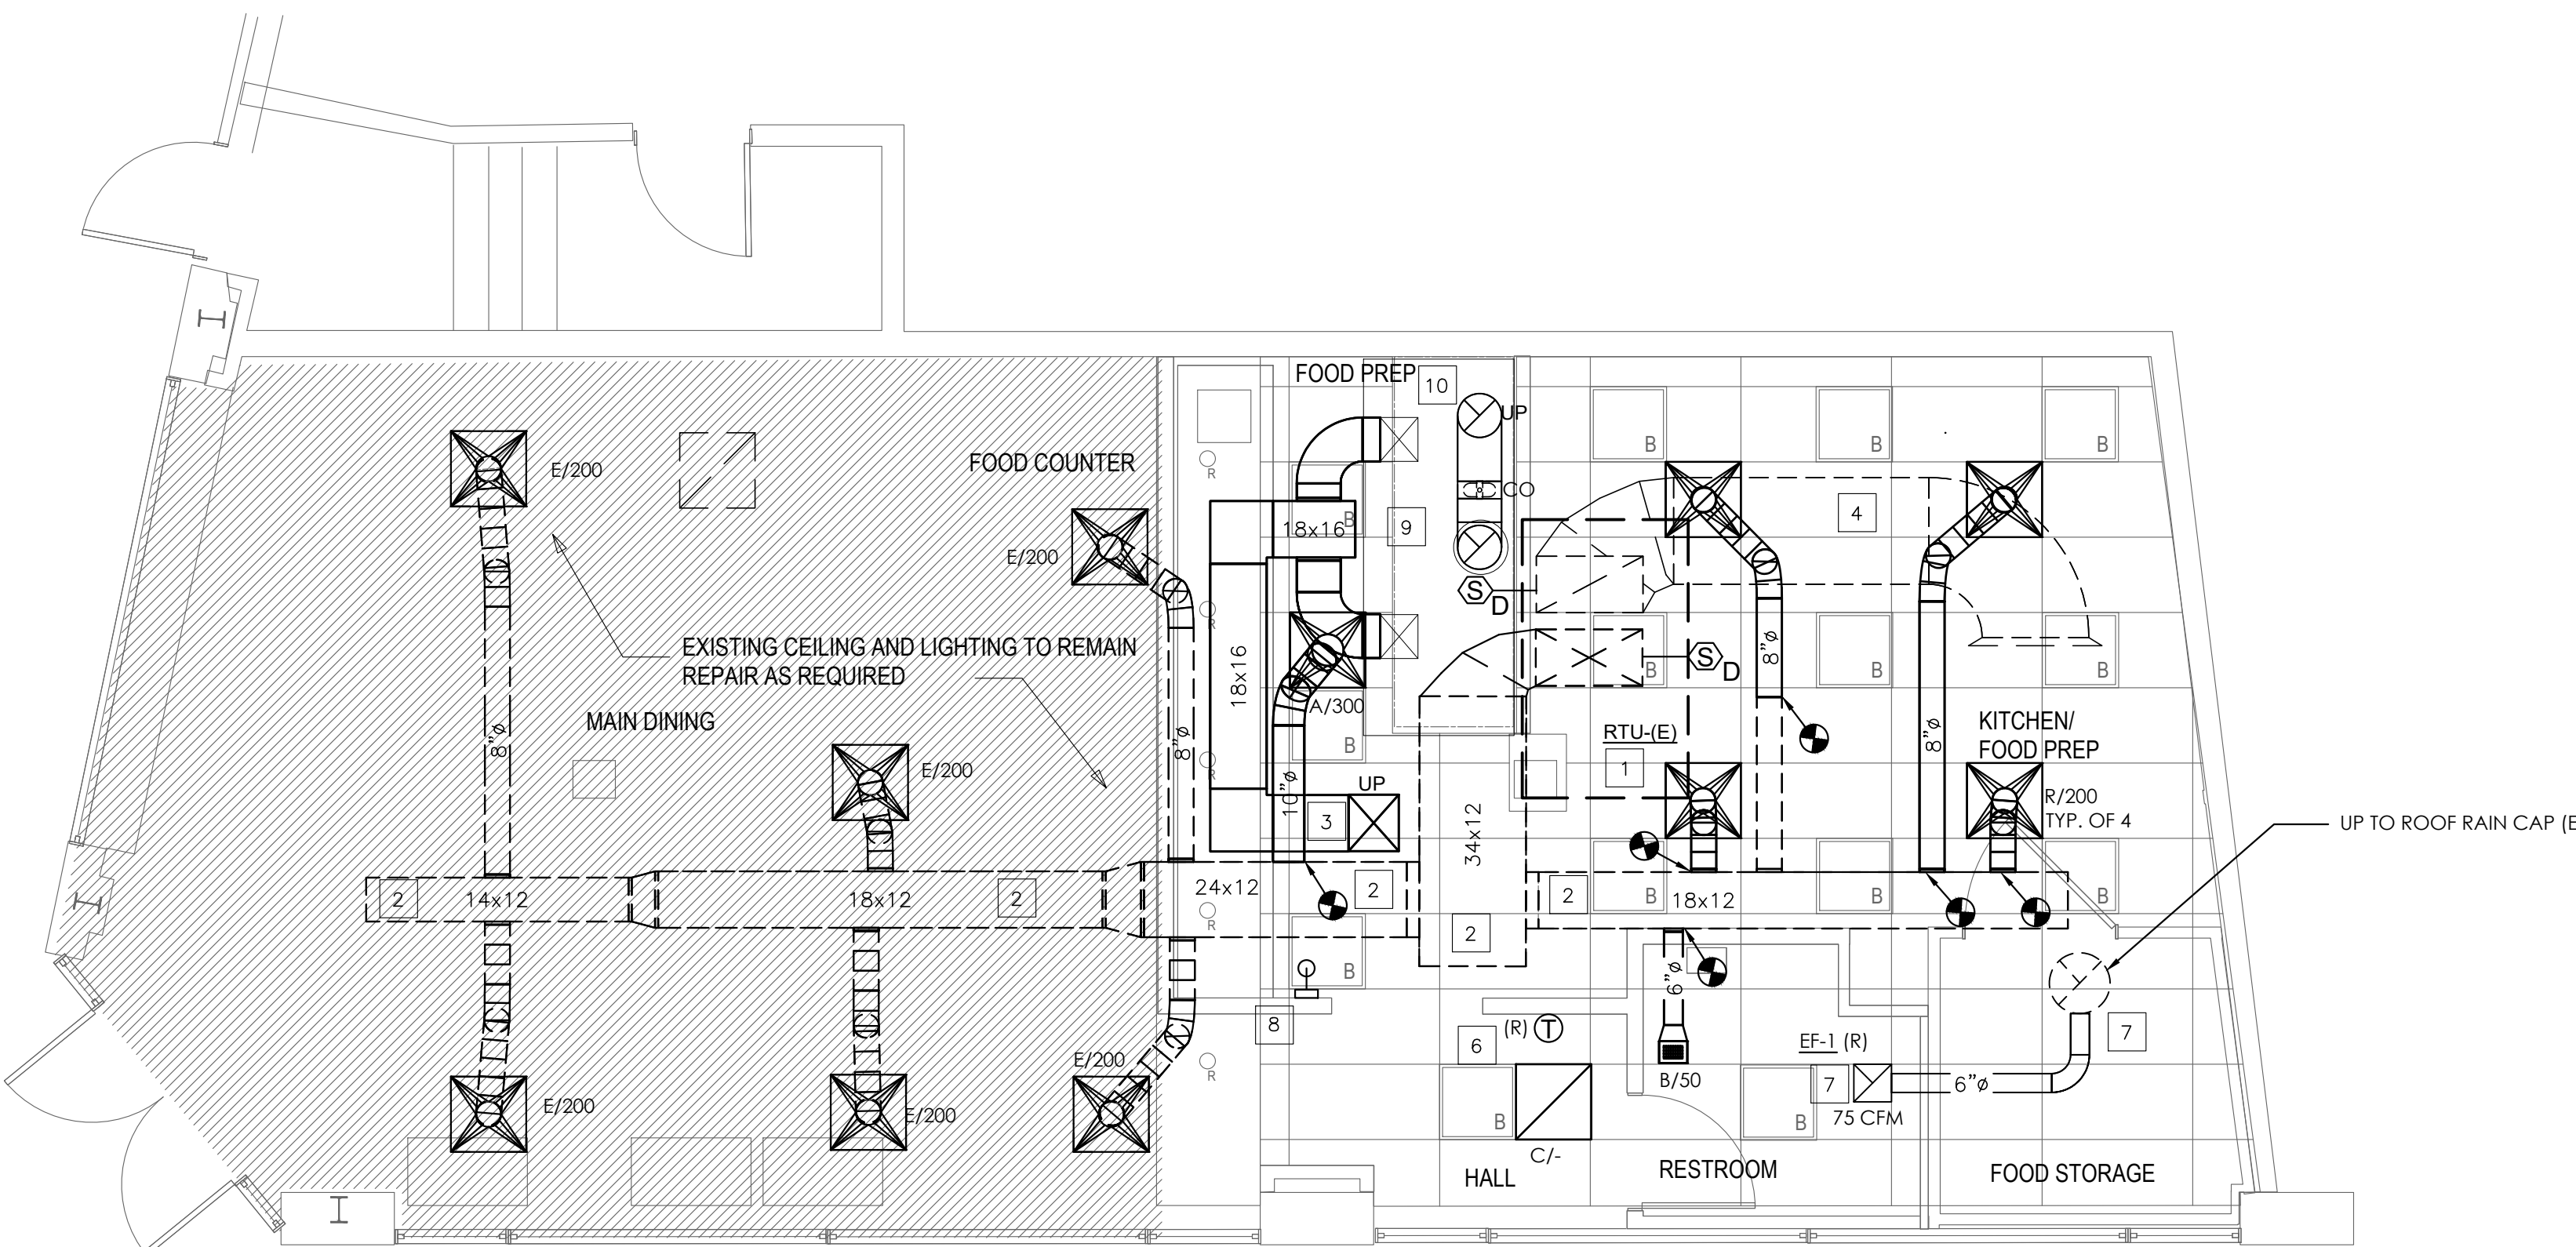 FOOD PREP
10
UP
B
B
B
E/200
FOOD COUNTER
R
CO
18x16
B
9
4
E/200
S
D
R
EXISTING CEILING AND LIGHTING TO REMAIN
REPAIR AS REQUIRED
18x16
8"ø
S
D
B
B
B
A/300
MAIN DINING
8"ø
8"ø
B
RTU-(E)
8"ø
KITCHEN/
FOOD PREP
R
E/200
10"ø
UP
1
3
34x12
R/200
TYP. OF 4
UP TO ROOF RAIN CAP (E
2
14x12
18x12
2
24x12
2
2
B
18x12
B
B
R
2
B
6"ø
8
6
(R) T
EF-1 (R)
7
E/200
R
B/50
7
6"ø
75 CFM
E/200
E/200
B
B
C/-
HALL
RESTROOM
FOOD STORAGE